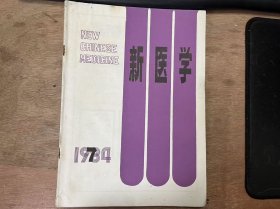 NEW
CHINESE
MEDICINE
新医学
1984
7